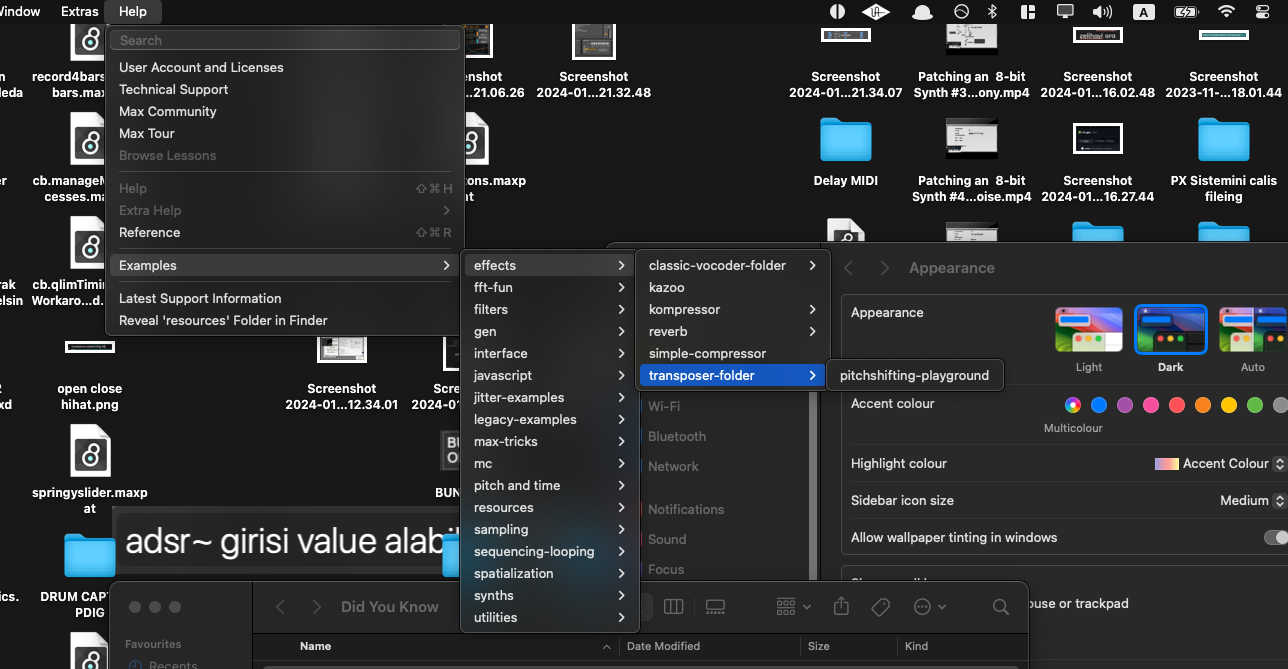 Window Extras Help
A
Search
User Account and Licenses
Technical Support
Max Community
Max Tour
Browse Lessons
Help ⇧⌘H
Extra Help
Reference ⇧⌘R
Examples
Latest Support Information
Reveal 'resources' Folder in Finder
effects
fft-fun
filters
gen
interface
javascript
jitter-examples
legacy-examples
max-tricks
mc
pitch and time
resources
sampling
sequencing-looping
spatialization
synths
utilities
classic-vocoder-folder
kazoo
kompressor
reverb
simple-compressor
transposer-folder
pitchshifting-playground
record4bars
bars.max
...21.06.26
Screenshot
2024-01...21.32.48
Screenshot
2024-01...21.34.07
Patching an 8-bit
Synth #3...ony.mp4
zelihayi ara
Screenshot
2024-01...16.02.48
Screenshot
2023-11-...18.01.44
cb.manageM
cesses.ma
tons.maxp
Delay MIDI
Patching an 8-bit
Synth #4...oise.mp4
Screenshot
2024-01...16.27.44
PX Sistemini calis
fileing
cb.qlimTimin
Workaro...d.
open close
hihat.png
Screenshot
2024-01...12.34.01
2024-0
springyslider.maxp
at
BUN
adsr~ girisi value alabi
DRUM CAP
PDIG
Appearance
Appearance
Light
Dark
Auto
Accent colour
Multicolour
Highlight colour
Accent Colour
Sidebar icon size
Medium
Allow wallpaper tinting in windows
ouse or trackpad
Wi-Fi
Bluetooth
Network
Notifications
Sound
Focus
Did You Know
Favourites
Recents
Name
Date Modified
Size
Kind